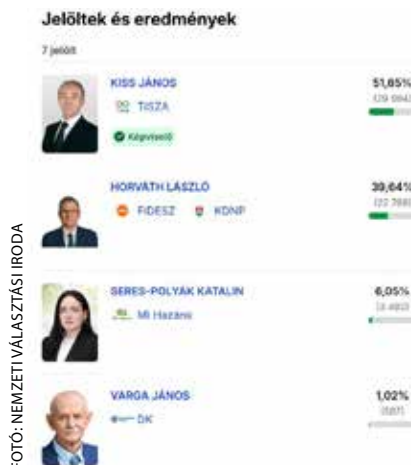 Jelöltek és eredmények
7 jelölt
KISS JÁNOS
51,65%
TISZA
Képviselő
HORVÁTH LÁSZLÓ
39,64%
FIDESZ KDNP
SERES-POLYÁK KATALIN
6,05%
Mi Hazánk
VARGA JÁNOS
1,02%
DK
FOTÓ: NEMZETI VÁLASZTÁSI IRODA